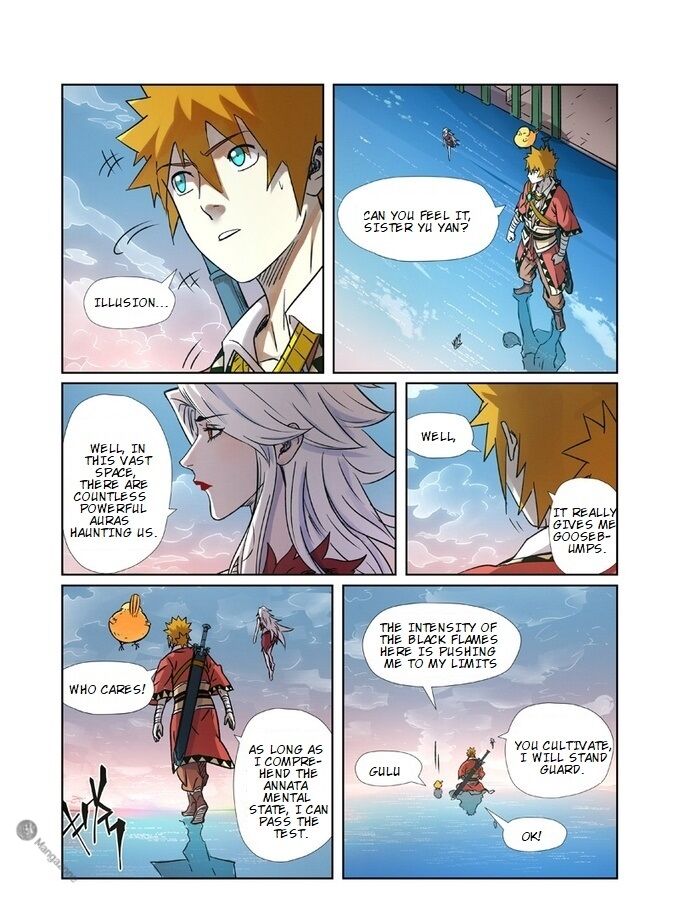 ILLUSION...
CAN YOU FEEL IT,
SISTER YU YAN?
WELL, IN
THIS VAST
SPACE,
THERE ARE
COUNTLESS
POWERFUL
AURAS
HAUNTING US.
WELL,
IT REALLY
GIVES ME
GOOSEB-
UMPS.
WHO CARES!
AS LONG AS
I COMPRE-
HEND THE
ANNATA
MENTAL
STATE, I CAN
PASS THE
TEST.
THE INTENSITY OF
THE BLACK FLAMES
HERE IS PUSHING
ME TO MY LIMITS
YOU CULTIVATE,
I WILL STAND
GUARD.
GULU
OK!
Mangazone